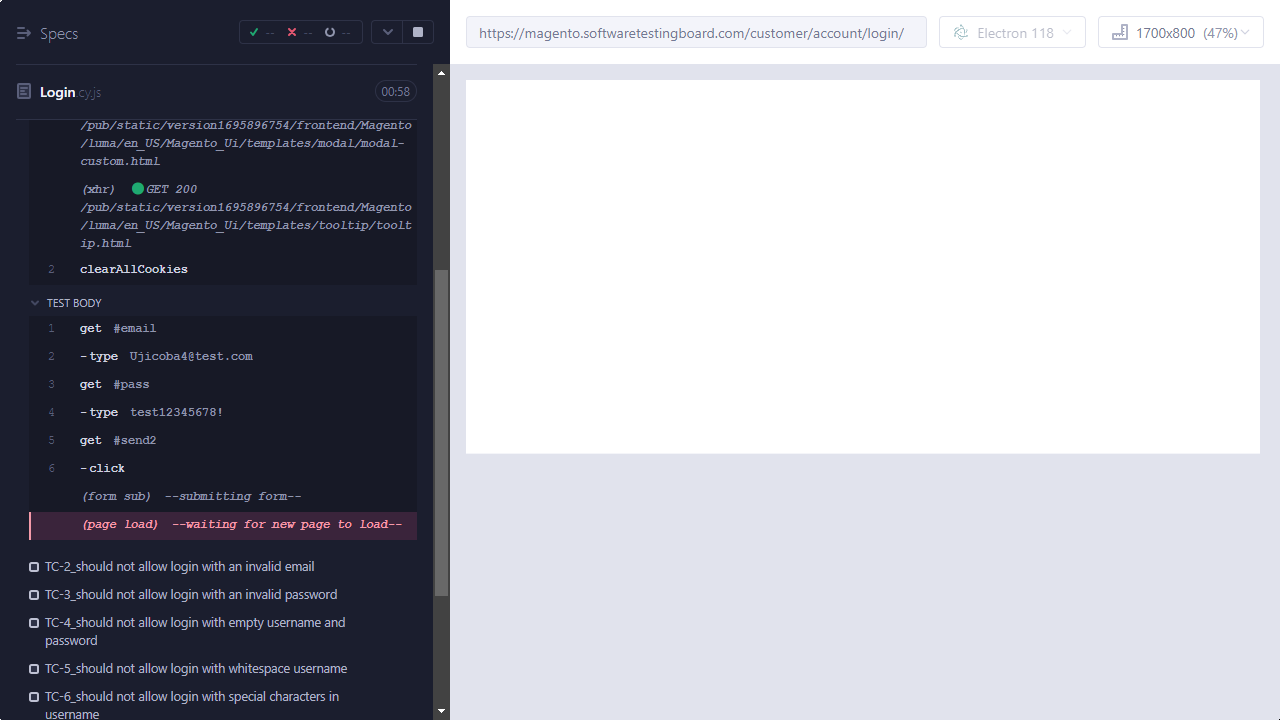 Specs
-- -- --
https://magento.softwaretestingboard.com/customer/account/login/
Electron 118
1700x800 (47%)
Login.cy.js
00:58
/pub/static/version1695896754/frontend/Magento
/luma/en_US/Magento_Ui/templates/modal/modal-
custom.html
(xhr) GET 200
/pub/static/version1695896754/frontend/Magento
/luma/en_US/Magento_Ui/templates/tooltip/toolt
ip.html
2 clearAllCookies
TEST BODY
1 get #email
2 -type Ujicoba4@test.com
3 get #pass
4 -type test12345678!
5 get #send2
6 -click
(form sub) --submitting form--
(page load) --waiting for new page to load--
TC-2_should not allow login with an invalid email
TC-3_should not allow login with an invalid password
TC-4_should not allow login with empty username and
password
TC-5_should not allow login with whitespace username
TC-6_should not allow login with special characters in
username